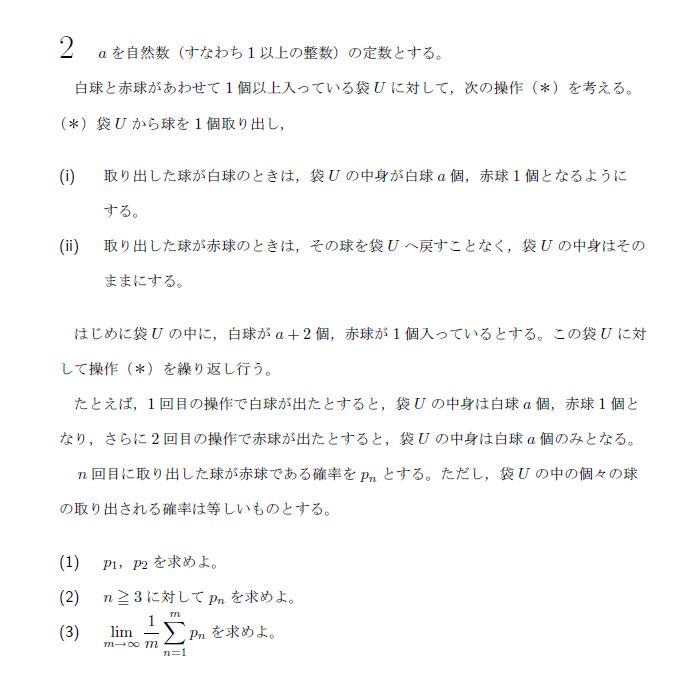 2 a を自然数（すなわち 1 以上の整数）の定数とする。
白球と赤球があわせて 1 個以上入っている袋 U に対して，次の操作（＊）を考える。
（＊）袋 U から球を 1 個取り出し，
(i) 取り出した球が白球のときは，袋 U の中身が白球 a 個，赤球 1 個となるように
する。
(ii) 取り出した球が赤球のときは，その球を袋 U へ戻すことなく，袋 U の中身はその
ままにする。
はじめに袋 U の中に，白球が a + 2 個，赤球が 1 個入っているとする。この袋 U に対
して操作（＊）を繰り返し行う。
たとえば，1 回目の操作で白球が出たとすると，袋 U の中身は白球 a 個，赤球 1 個と
なり，さらに 2 回目の操作で赤球が出たとすると，袋 U の中身は白球 a 個のみとなる。
n 回目に取り出した球が赤球である確率を pₙ とする。ただし，袋 U の中の個々の球
の取り出される確率は等しいものとする。
(1) p₁，p₂ を求めよ。
(2) n ≧ 3 に対して pₙ を求めよ。
(3) lim_{m→∞} 1/m ∑_{n=1}^{m} pₙ を求めよ。